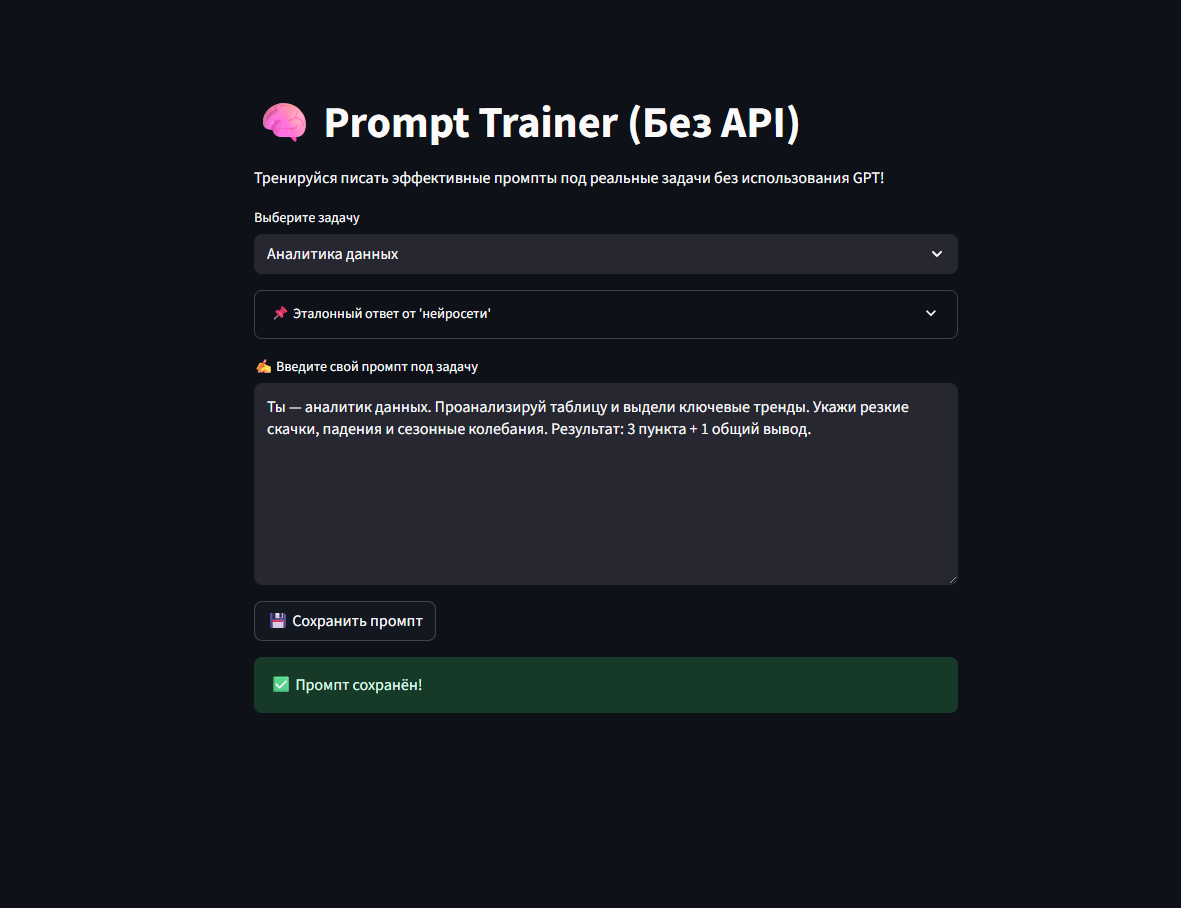 🧠 Prompt Trainer (Без API)
Тренируйся писать эффективные промпты под реальные задачи без использования GPT!
Выберите задачу
Аналитика данных
📌 Эталонный ответ от 'нейросети'
✍️ Введите свой промпт под задачу
Ты — аналитик данных. Проанализируй таблицу и выдели ключевые тренды. Укажи резкие
скачки, падения и сезонные колебания. Результат: 3 пункта + 1 общий вывод.
💾 Сохранить промпт
✅ Промпт сохранён!